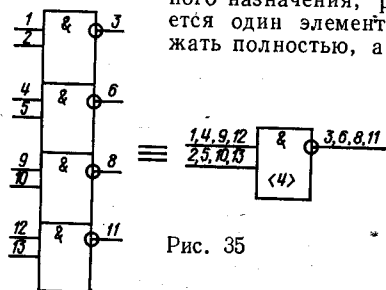 ного назначения, р
ется один элемент
жать полностью, а
1 & 3
2
4 & 6
5
9 & 8
10
12 & 11
13
1,4,9,12 & 3,6,8,11
2,5,10,13
<4>
Рис. 35